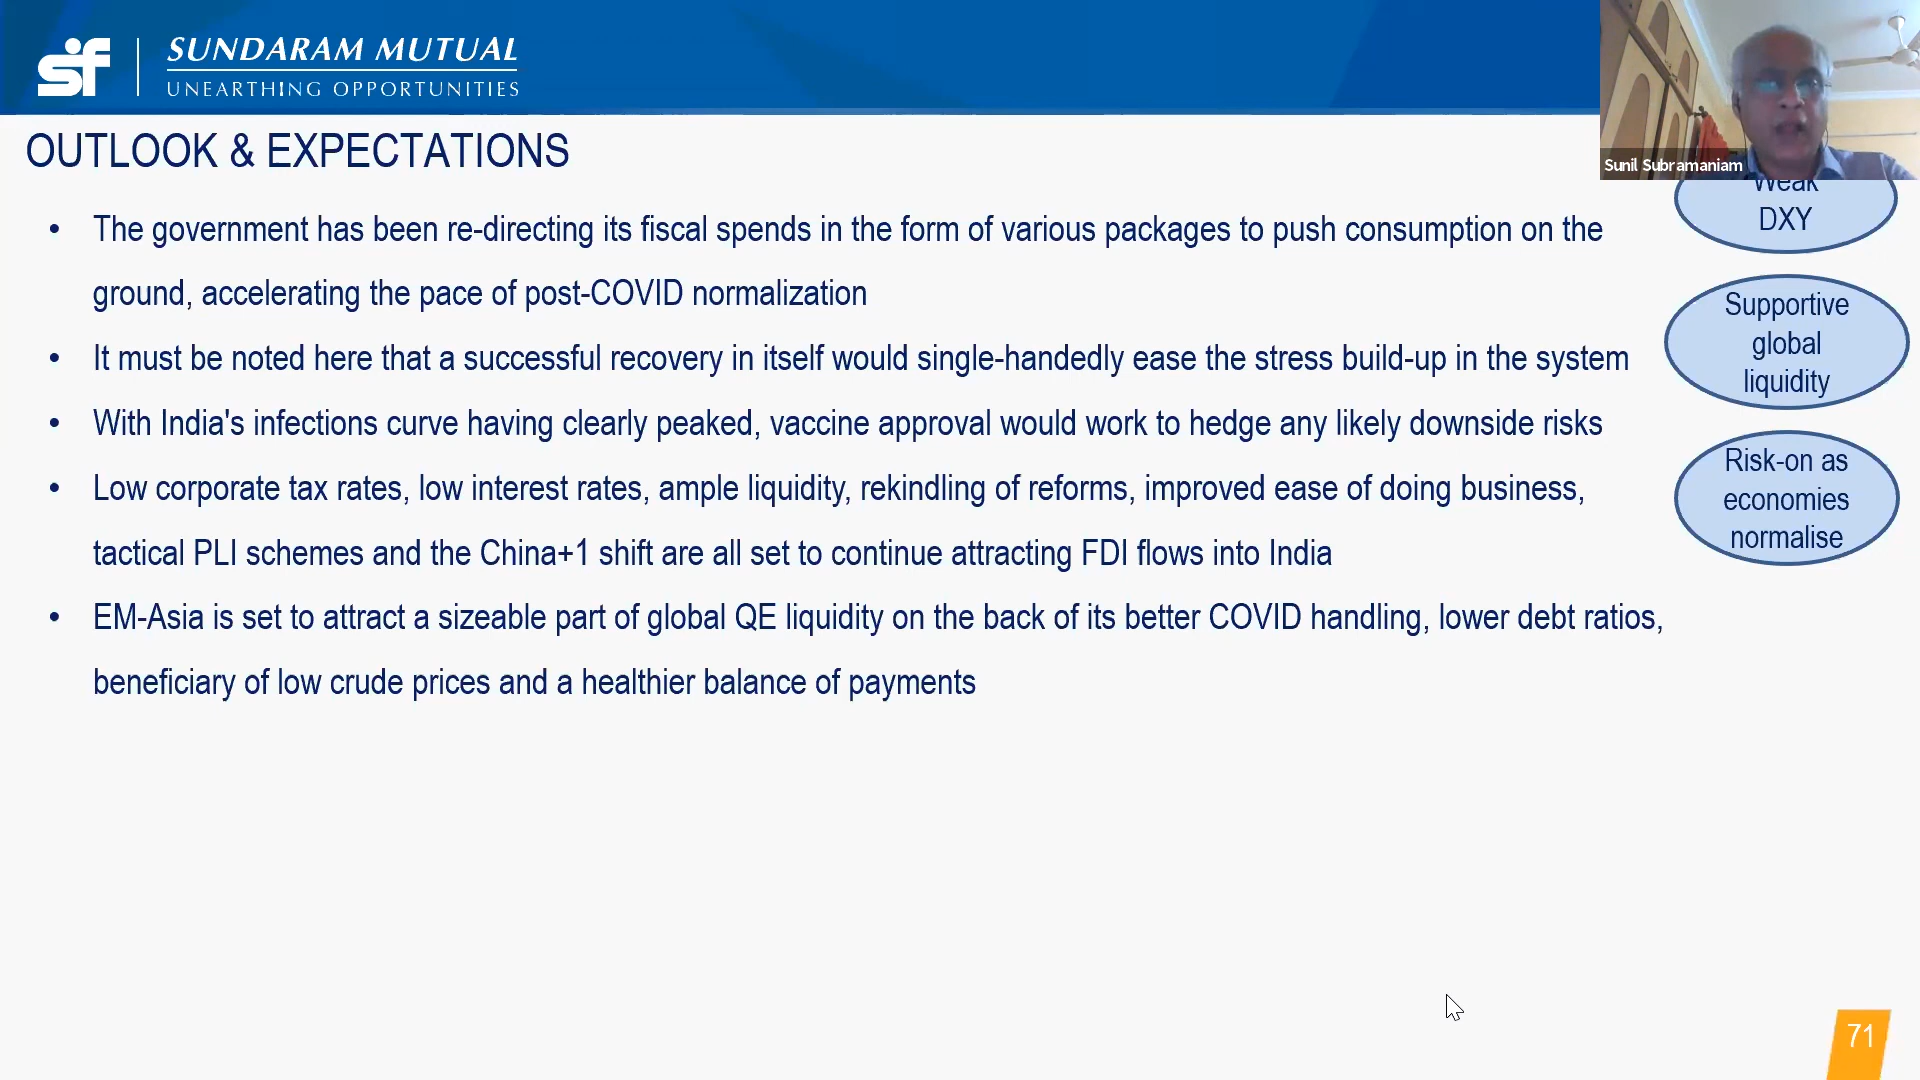 sf
SUNDARAM MUTUAL
UNEARTHING OPPORTUNITIES
Sunil Subramaniam
OUTLOOK & EXPECTATIONS
• The government has been re-directing its fiscal spends in the form of various packages to push consumption on the
ground, accelerating the pace of post-COVID normalization
• It must be noted here that a successful recovery in itself would single-handedly ease the stress build-up in the system
• With India's infections curve having clearly peaked, vaccine approval would work to hedge any likely downside risks
• Low corporate tax rates, low interest rates, ample liquidity, rekindling of reforms, improved ease of doing business,
tactical PLI schemes and the China+1 shift are all set to continue attracting FDI flows into India
• EM-Asia is set to attract a sizeable part of global QE liquidity on the back of its better COVID handling, lower debt ratios,
beneficiary of low crude prices and a healthier balance of payments
Weak
DXY
Supportive
global
liquidity
Risk-on as
economies
normalise
71